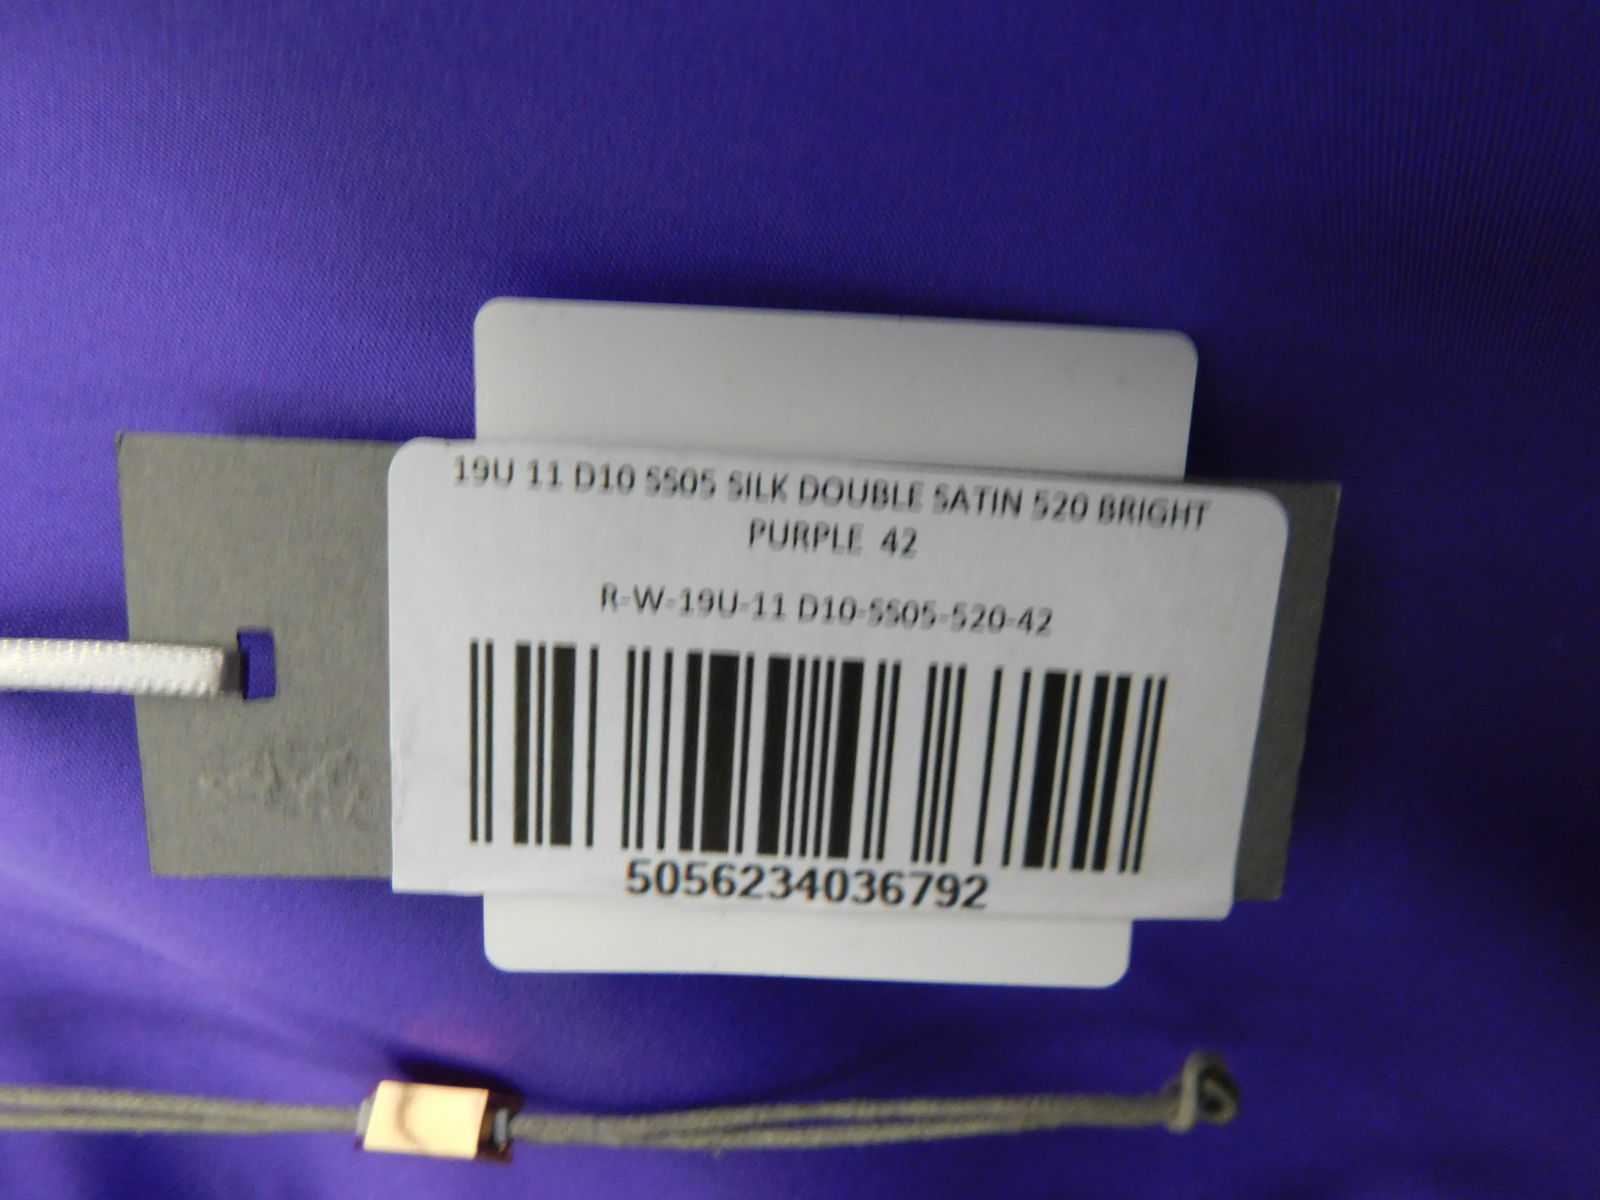 19U 11 D10 SS05 SILK DOUBLE SATIN 520 BRIGHT
PURPLE 42
R-W-19U-11 D10-SS05-520-42
5056234036792